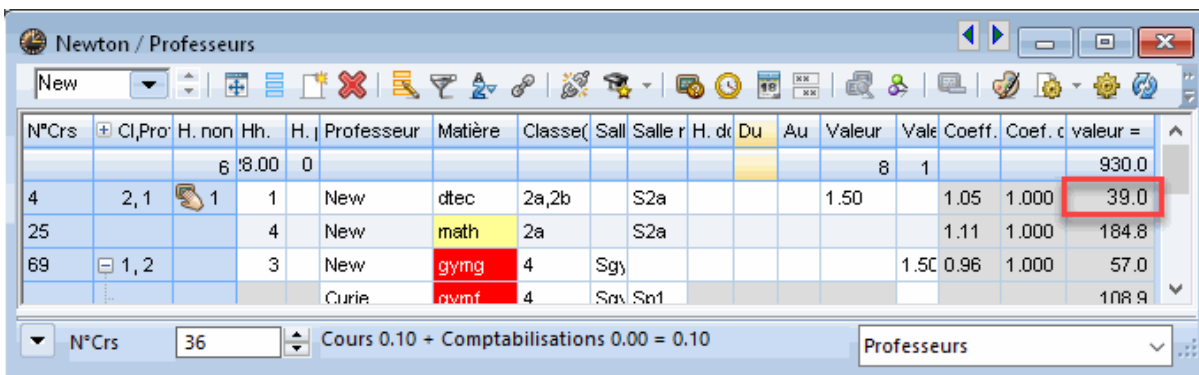 Newton / Professeurs
New
N°Crs Cl,Pro H. non Hh. H. Professeur Matière Classe( Sall Salle r H. dc Du Au Valeur Vale Coeff. Coef. c valeur =
6 28.00 0 8 1 930.0
4 2, 1 1 1 New dtec 2a,2b S2a 1.50 1.05 1.000 39.0
25 4 New math 2a S2a 1.11 1.000 184.8
69 1, 2 3 New gymg 4 Sgy 1.50 0.96 1.000 57.0
Curie gymf 4 Sgy Sp1 108.9
N°Crs 36 Cours 0.10 + Comptabilisations 0.00 = 0.10 Professeurs